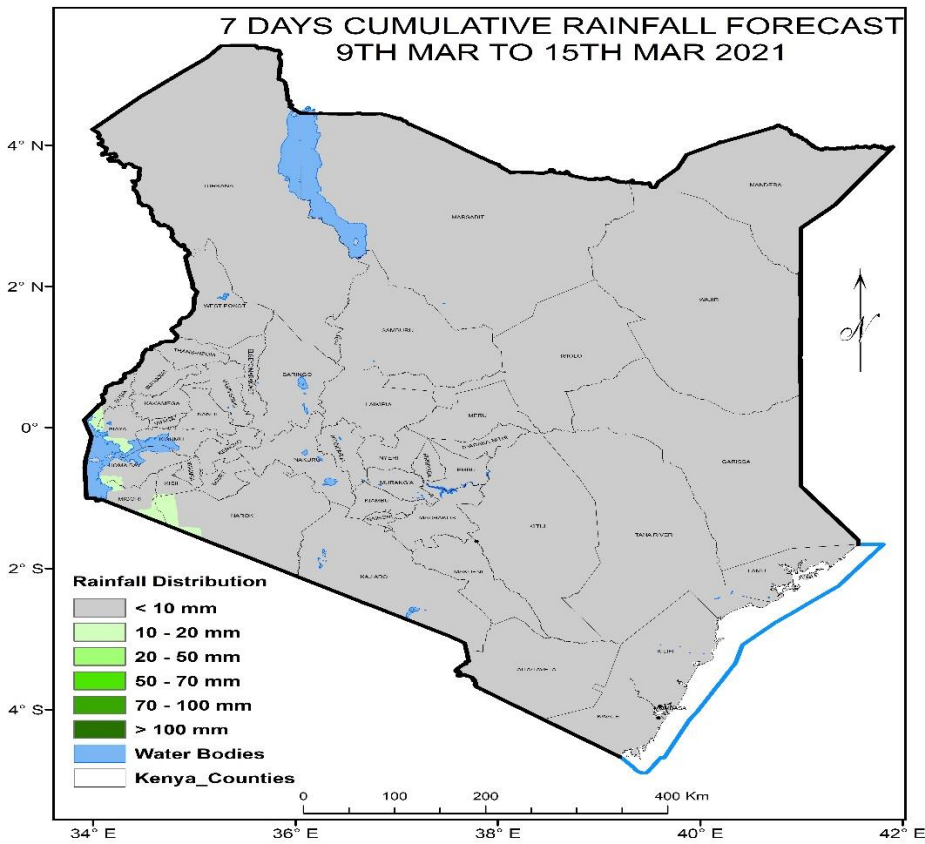 7 DAYS CUMULATIVE RAINFALL FORECAST
9TH MAR TO 15TH MAR 2021
4° N
2° N
0°
2° S
4° S
TURKANA
MARSABIT
MANDERA
WAJIR
WEST POKOT
SAMBURU
ISIOLO
BARINGO
KAKAMEGA
NANDI
LAIKIPIA
MERU
THARAKA NITHI
SIAYA
KISUMU
HOMA BAY
NAKURU
NYERI
EMBU
GARISSA
KISII
MURANG'A
MIGORI
NAROK
KIAMBU
MACHAKOS
KITUI
TANA RIVER
KAJIADO
MAKUENI
LAMU
KILIFI
KWALE
MOMBASA
N
Rainfall Distribution
< 10 mm
10 - 20 mm
20 - 50 mm
50 - 70 mm
70 - 100 mm
> 100 mm
Water Bodies
Kenya_Counties
0 100 200 400 Km
34° E 36° E 38° E 40° E 42° E